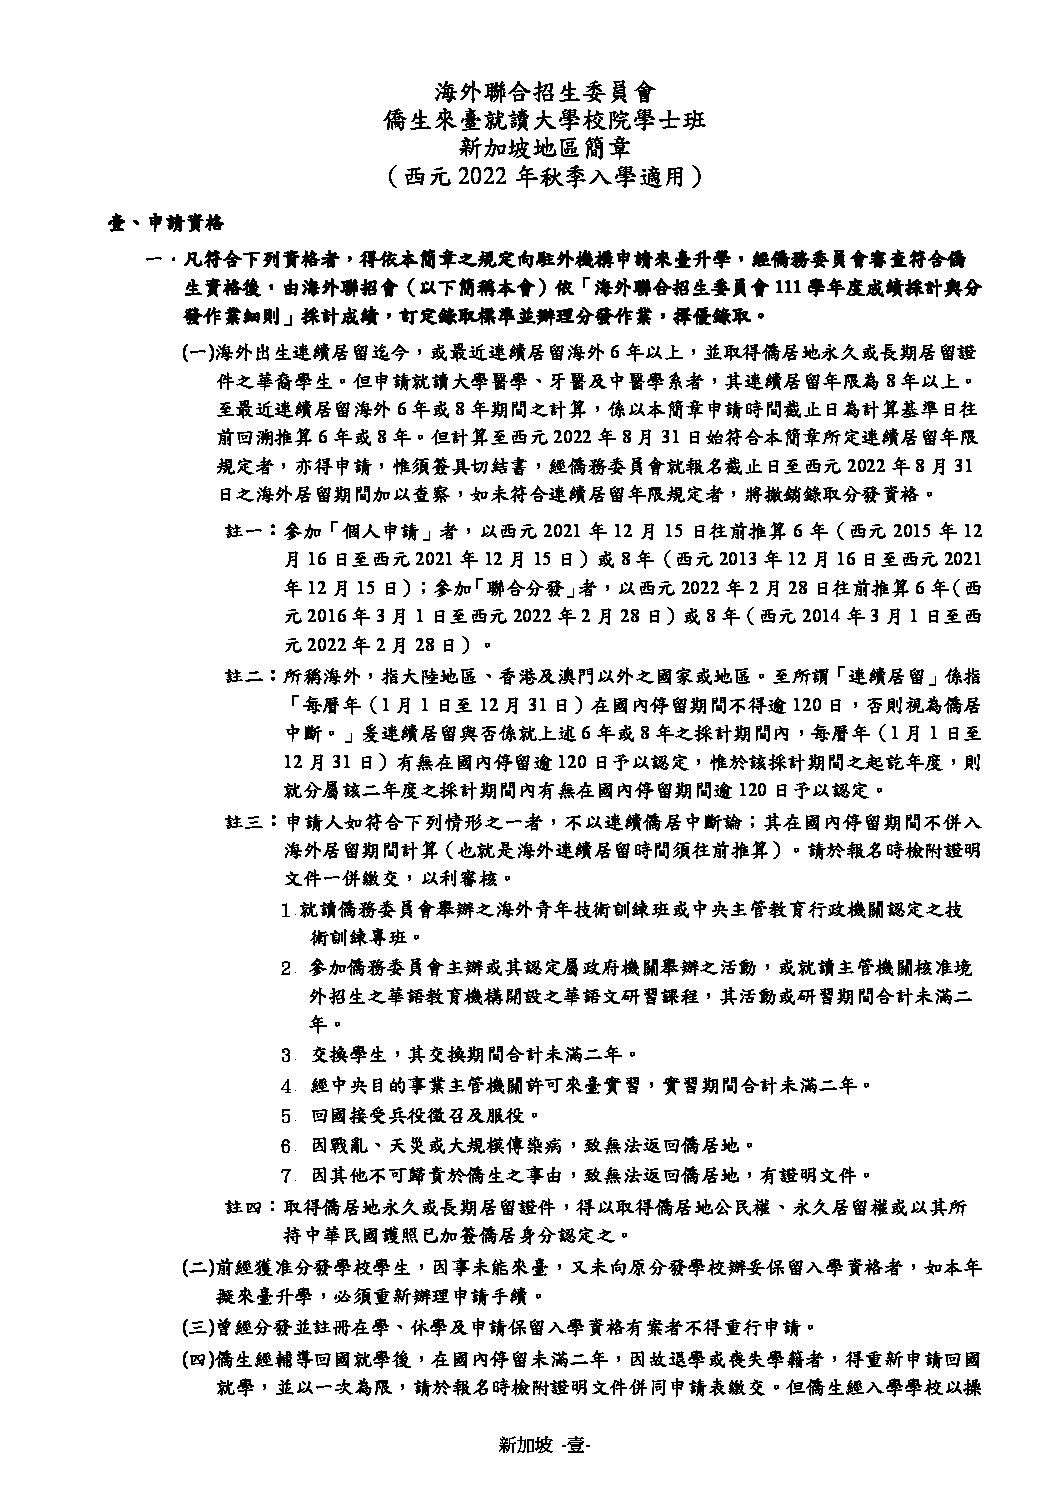 海外聯合招生委員會
僑生來臺就讀大學校院學士班
新加坡地區簡章
（西元 2022 年秋季入學適用）
壹、申請資格
一．凡符合下列資格者，得依本簡章之規定向駐外機構申請來臺升學，經僑務委員會審查符合僑
生資格後，由海外聯招會（以下簡稱本會）依「海外聯合招生委員會 111 學年度成績採計與分
發作業細則」採計成績，訂定錄取標準並辦理分發作業，擇優錄取。
(一)海外出生連續居留迄今，或最近連續居留海外 6 年以上，並取得僑居地永久或長期居留證
件之華裔學生。但申請就讀大學醫學、牙醫及中醫學系者，其連續居留年限為 8 年以上。
至最近連續居留海外 6 年或 8 年期間之計算，係以本簡章申請時間截止日為計算基準日往
前回溯推算 6 年或 8 年。但計算至西元 2022 年 8 月 31 日始符合本簡章所定連續居留年限
規定者，亦得申請，惟須簽具切結書，經僑務委員會就報名截止日至西元 2022 年 8 月 31
日之海外居留期間加以查察，如未符合連續居留年限規定者，將撤銷錄取分發資格。
註一：參加「個人申請」者，以西元 2021 年 12 月 15 日往前推算 6 年（西元 2015 年 12
月 16 日至西元 2021 年 12 月 15 日）或 8 年（西元 2013 年 12 月 16 日至西元 2021
年 12 月 15 日）；參加「聯合分發」者，以西元 2022 年 2 月 28 日往前推算 6 年（西
元 2016 年 3 月 1 日至西元 2022 年 2 月 28 日）或 8 年（西元 2014 年 3 月 1 日至西
元 2022 年 2 月 28 日）。
註二：所稱海外，指大陸地區、香港及澳門以外之國家或地區。至所謂「連續居留」係指
「每曆年（1 月 1 日至 12 月 31 日）在國內停留期間不得逾 120 日，否則視為僑居
中斷。」爰連續居留與否係就上述 6 年或 8 年之採計期間內，每曆年（1 月 1 日至
12 月 31 日）有無在國內停留逾 120 日予以認定，惟於該採計期間之起訖年度，則
就分屬該二年度之採計期間內有無在國內停留期間逾 120 日予以認定。
註三：申請人如符合下列情形之一者，不以連續僑居中斷論；其在國內停留期間不併入
海外居留期間計算（也就是海外連續居留時間須往前推算）。請於報名時檢附證明
文件一併繳交，以利審核。
1.就讀僑務委員會舉辦之海外青年技術訓練班或中央主管教育行政機關認定之技
術訓練專班。
2. 參加僑務委員會主辦或其認定屬政府機關舉辦之活動，或就讀主管機關核准境
外招生之華語教育機構開設之華語文研習課程，其活動或研習期間合計未滿二
年。
3. 交換學生，其交換期間合計未滿二年。
4. 經中央目的事業主管機關許可來臺實習，實習期間合計未滿二年。
5. 回國接受兵役徵召及服役。
6. 因戰亂、天災或大規模傳染病，致無法返回僑居地。
7. 因其他不可歸責於僑生之事由，致無法返回僑居地，有證明文件。
註四：取得僑居地永久或長期居留證件，得以取得僑居地公民權、永久居留權或以其所
持中華民國護照已加簽僑居身分認定之。
(二)前經獲准分發學校學生，因事未能來臺，又未向原分發學校辦妥保留入學資格者，如本年
擬來臺升學，必須重新辦理申請手續。
(三)曾經分發並註冊在學、休學及申請保留入學資格有案者不得重行申請。
(四)僑生經輔導回國就學後，在國內停留未滿二年，因故退學或喪失學籍者，得重新申請回國
就學，並以一次為限，請於報名時檢附證明文件併同申請表繳交。但僑生經入學學校以操
新加坡 -壹-